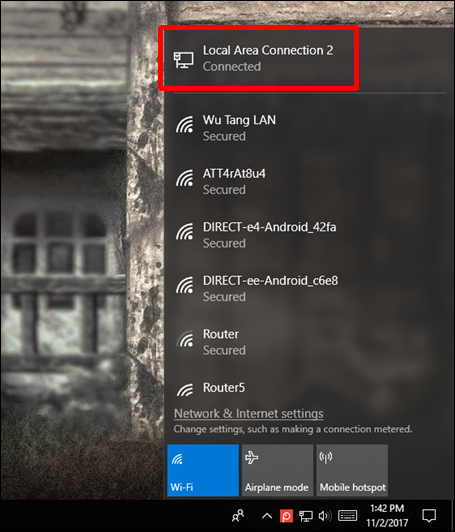 Local Area Connection 2
Connected
Wu Tang LAN
Secured
ATT4rAt8u4
Secured
DIRECT-e4-Android_42fa
Secured
DIRECT-ee-Android_c6e8
Secured
Router
Secured
Router5
Network & Internet settings
Change settings, such as making a connection metered.
Wi-Fi
Airplane mode
Mobile hotspot
1:42 PM
11/2/2017